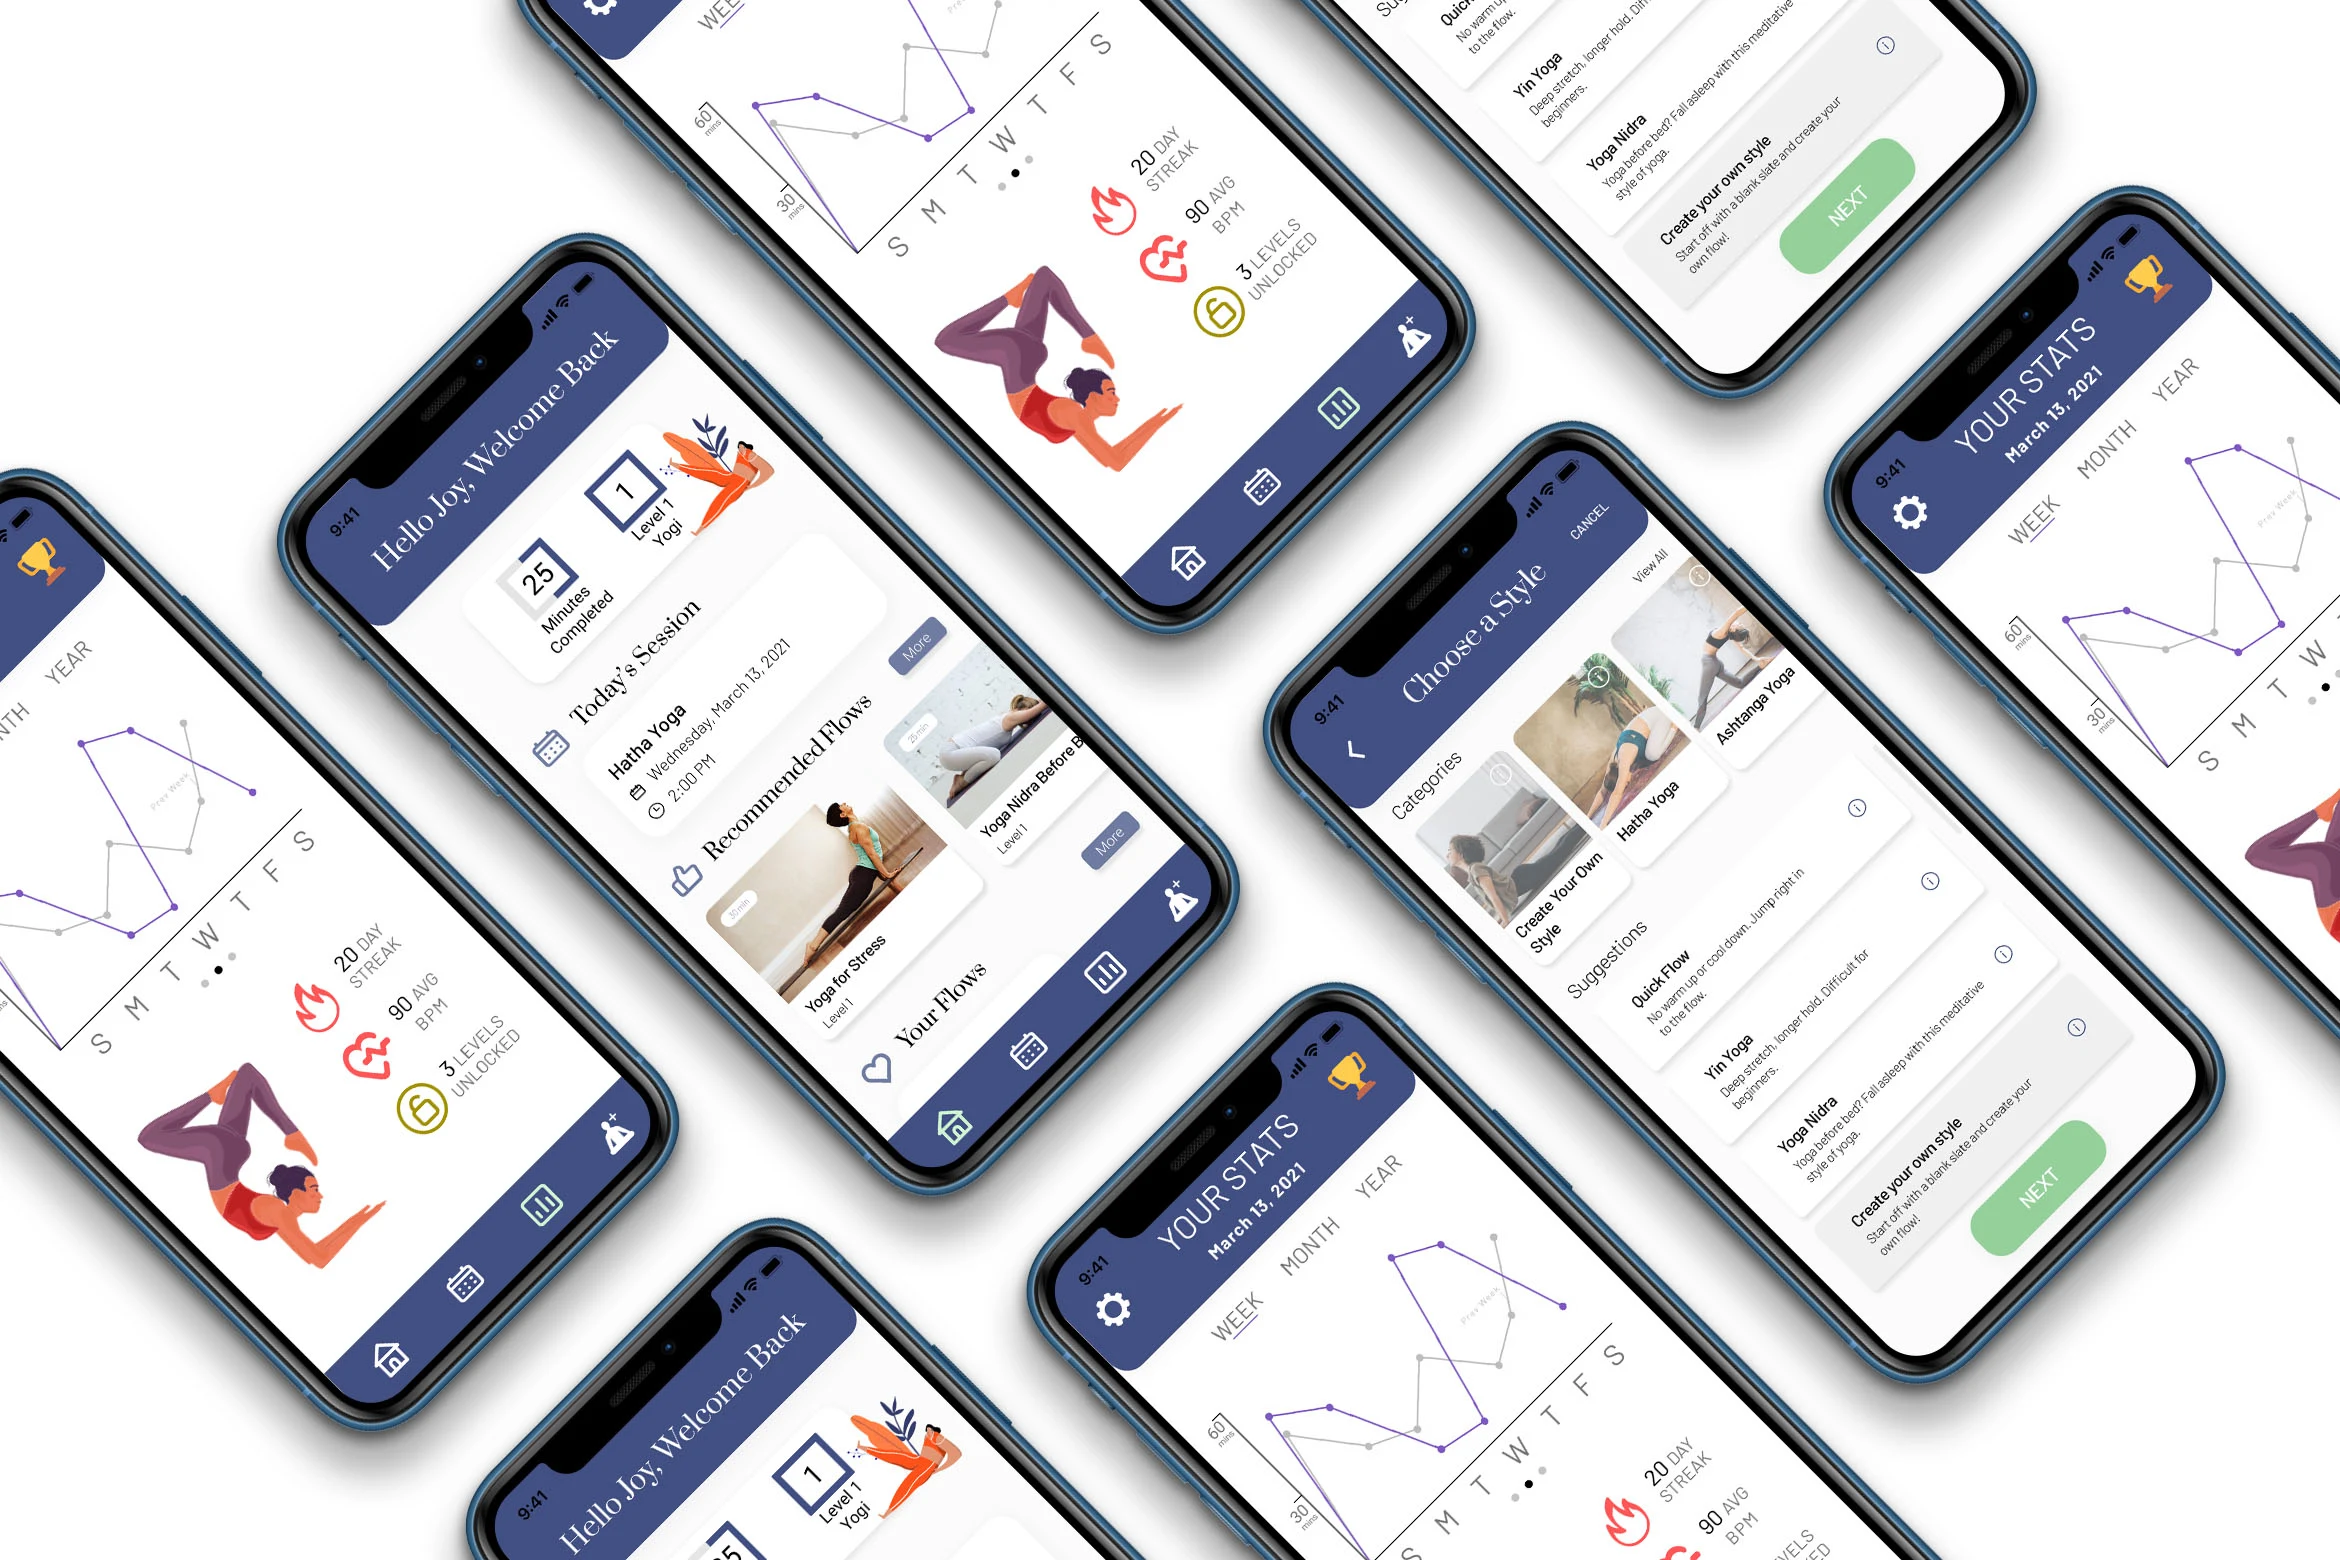 WEEK
60
mins
30
mins
S M T W T F S
20 DAY
STREAK
90 AVG
BPM
3 LEVELS
UNLOCKED
Quick
No warm up
to the flow.
Yin Yoga
Deep stretch, longer hold.
beginners.
Yoga Nidra
Yoga before bed? Fall asleep with this meditative
style of yoga.
Create your own style
Start off with a blank slate and create your
own flow!
NEXT
9:41
YOUR STATS
March 13, 2021
WEEK MONTH YEAR
Prev Week
60
mins
30
mins
S M T W
9:41
Hello Joy, Welcome Back
25
Minutes
Completed
1
Level 1
Yogi
Today's Session
Hatha Yoga
Wednesday, March 13, 2021
2:00 PM
More
Recommended Flows
30 min
Yoga for Stress
Level 1
25 min
Yoga Nidra Before B
Level 1
More
Your Flows
9:41
CANCEL
Choose a Style
Categories
View All
Create Your Own
Style
Hatha Yoga
Ashtanga Yoga
Suggestions
Quick Flow
No warm up or cool down. Jump right in
to the flow.
Yin Yoga
Deep stretch, longer hold. Difficult for
beginners.
Yoga Nidra
Yoga before bed? Fall asleep with this meditative
style of yoga.
Create your own style
Start off with a blank slate and create your
own flow!
NEXT
NTH YEAR
Prev Week
S M T W T F S
20 DAY
STREAK
90 AVG
BPM
3 LEVELS
UNLOCKED
9:41
YOUR STATS
March 13, 2021
WEEK MONTH YEAR
Prev Week
60
mins
30
mins
S M T W T F S
20 DAY
STREAK
90 AVG
BPM
VELS
ED
9:41
Hello Joy, Welcome Back
1
Level 1
Yogi